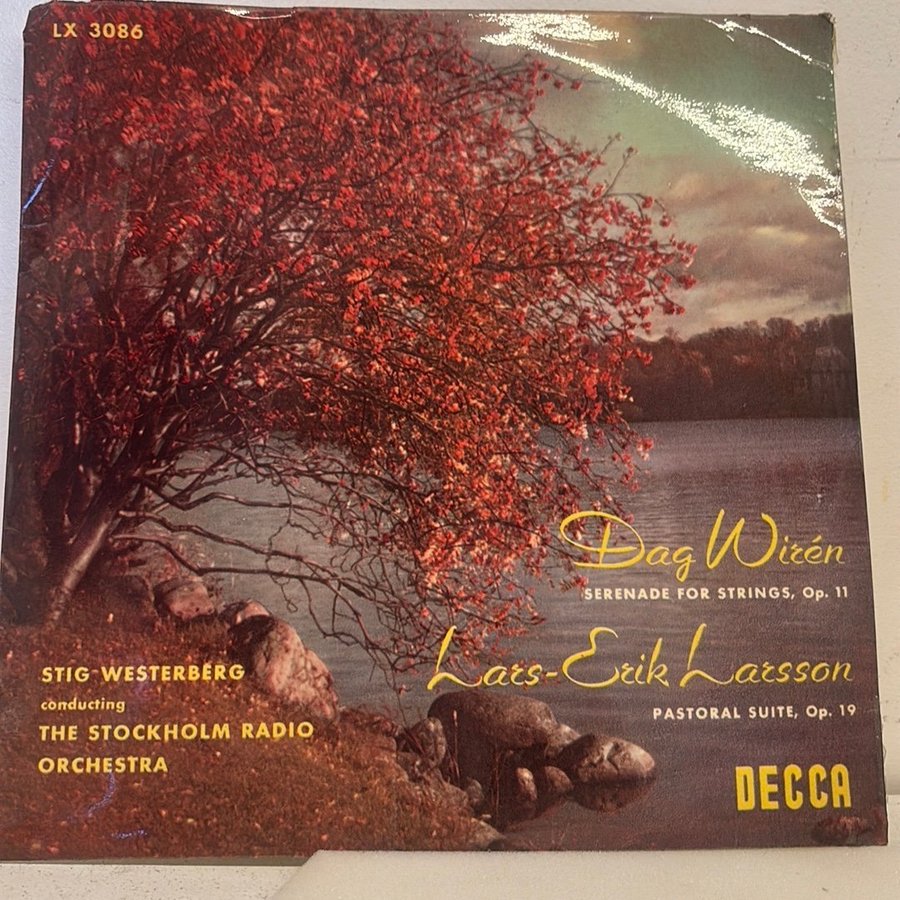 LX 3086
Dag Wirén
SERENADE FOR STRINGS, Op. 11
Lars-Erik Larsson
PASTORAL SUITE, Op. 19
STIG WESTERBERG
conducting
THE STOCKHOLM RADIO
ORCHESTRA
DECCA